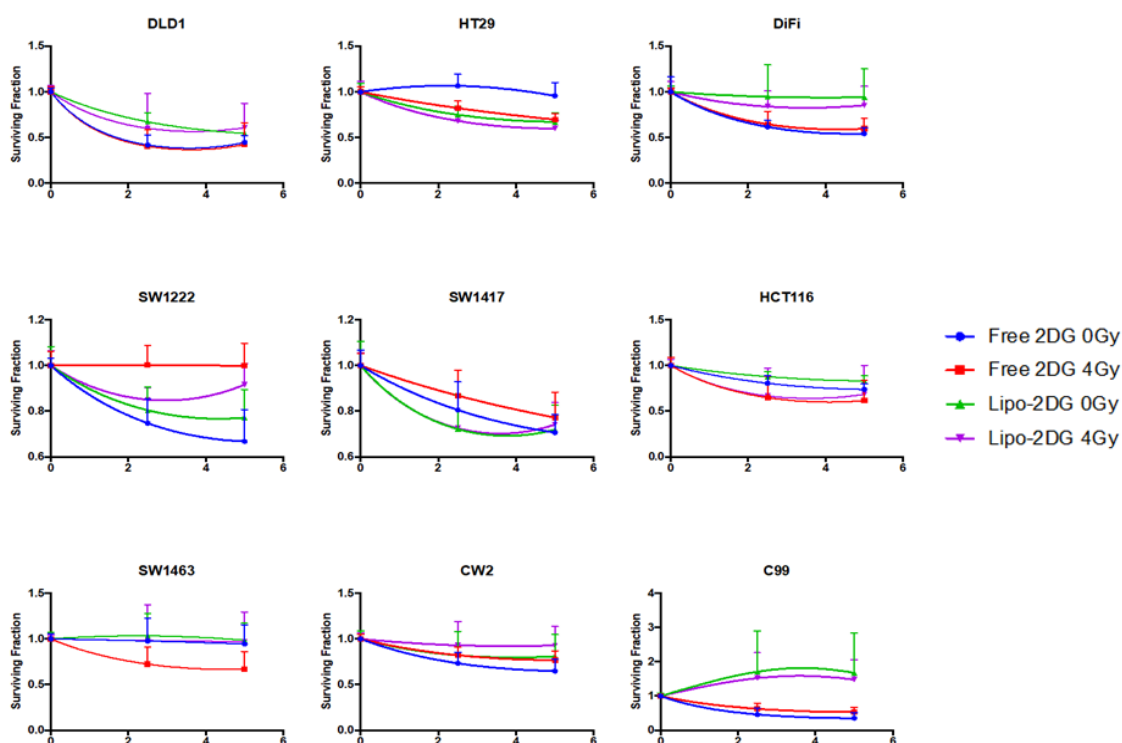 DLD1
HT29
DiFi
Surviving Fraction
1.5
1.0
0.5
0.0
0 2 4 6
Surviving Fraction
1.5
1.0
0.5
0.0
0 2 4 6
Surviving Fraction
1.5
1.0
0.5
0.0
0 2 4 6
SW1222
SW1417
HCT116
Surviving Fraction
1.2
1.0
0.8
0.6
0 2 4 6
Surviving Fraction
1.2
1.0
0.8
0.6
0 2 4 6
Surviving Fraction
1.5
1.0
0.5
0.0
0 2 4 6
Free 2DG 0Gy
Free 2DG 4Gy
Lipo-2DG 0Gy
Lipo-2DG 4Gy
SW1463
CW2
C99
Surviving Fraction
1.5
1.0
0.5
0.0
0 2 4 6
Surviving Fraction
1.5
1.0
0.5
0.0
0 2 4 6
Surviving Fraction
4
3
2
1
0
0 2 4 6